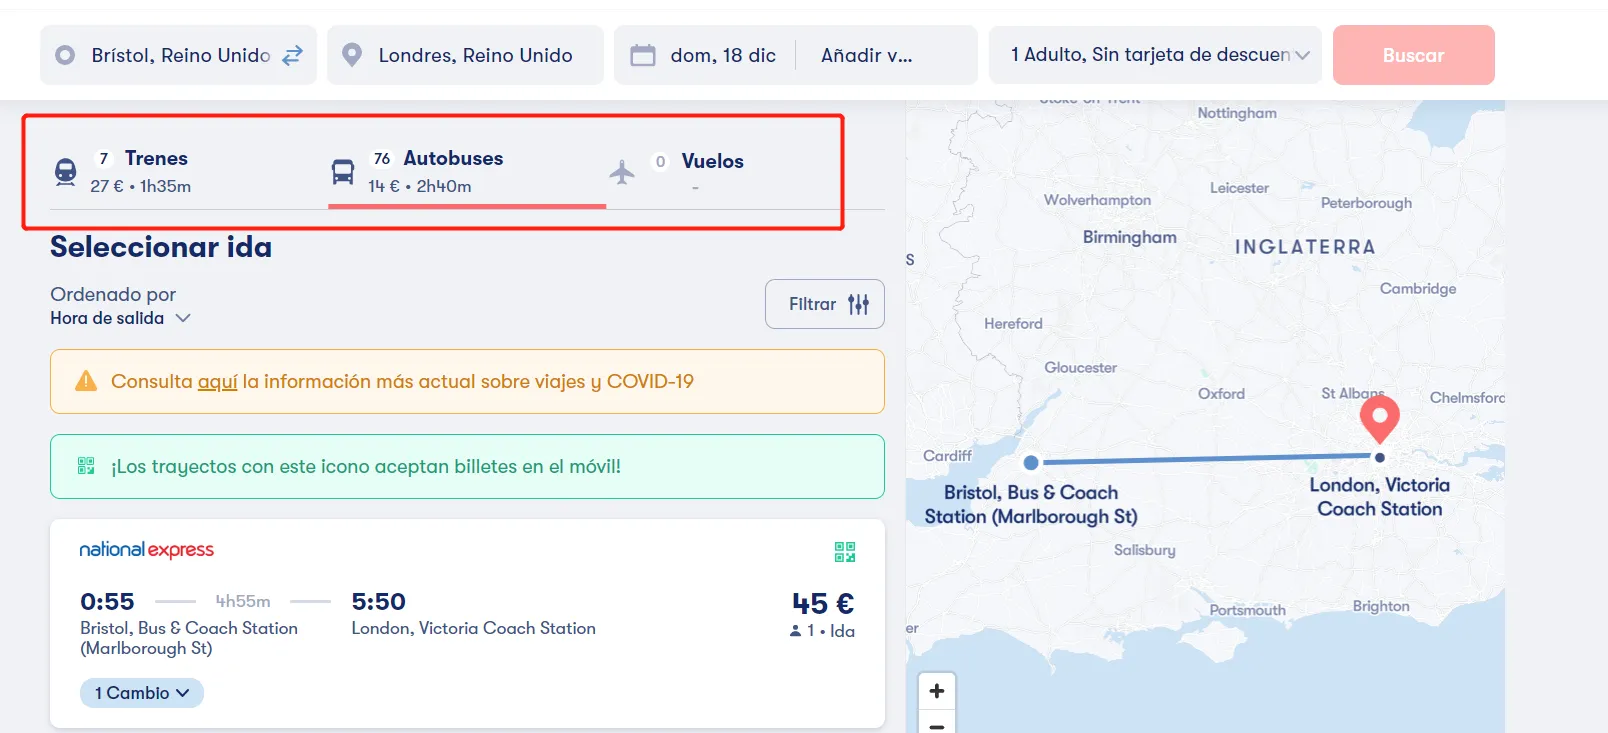 Brístol, Reino Unido
Londres, Reino Unido
dom, 18 dic
Añadir v...
1 Adulto, Sin tarjeta de descuen
Buscar
7 Trenes
27 € • 1h35m
76 Autobuses
14 € • 2h40m
0 Vuelos
-
Seleccionar ida
Ordenado por
Hora de salida
Filtrar
Consulta aquí la información más actual sobre viajes y COVID-19
¡Los trayectos con este icono aceptan billetes en el móvil!
national express
0:55
4h55m
5:50
45 €
Bristol, Bus & Coach Station
(Marlborough St)
London, Victoria Coach Station
1 • Ida
1 Cambio
Stoke-on-Trent
Nottingham
Leicester
Wolverhampton
Peterborough
Birmingham
INGLATERRA
S
Cambridge
Hereford
Gloucester
Oxford
St Albans
Chelmsford
Cardiff
Bristol, Bus & Coach
Station (Marlborough St)
London, Victoria
Coach Station
Salisbury
Portsmouth
Brighton
er
+
−